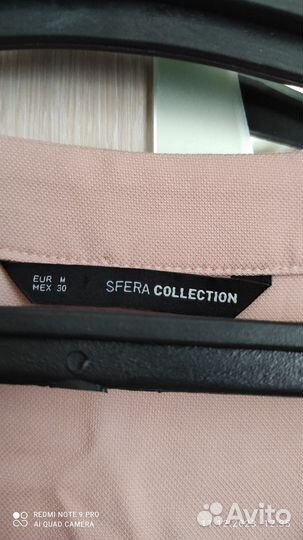 EUR M
MEX 30
SFERA COLLECTION
REDMI NOTE 9 PRO
AI QUAD CAMERA
Avito